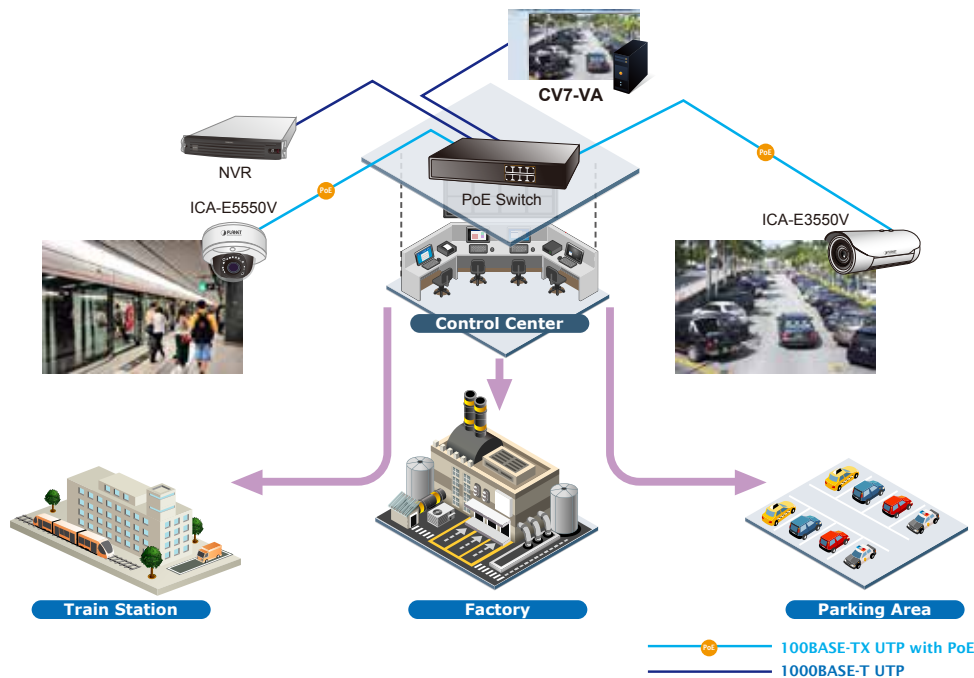 CV7-VA
NVR
PoE Switch
PoE
PoE
ICA-E5550V
ICA-E3550V
PLANET
Control Center
Train Station
Factory
Parking Area
PoE
100BASE-TX UTP with PoE
1000BASE-T UTP